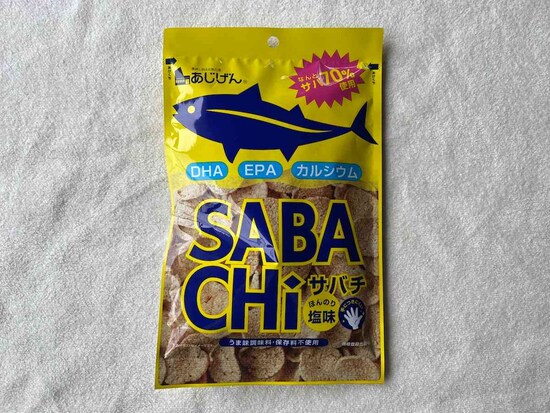 あじげん
なんと
サバ70%
使用
DHA EPA カルシウム
SABA
CHi
サバチ
ほんのり
塩味
うま味調味料・保存料不使用